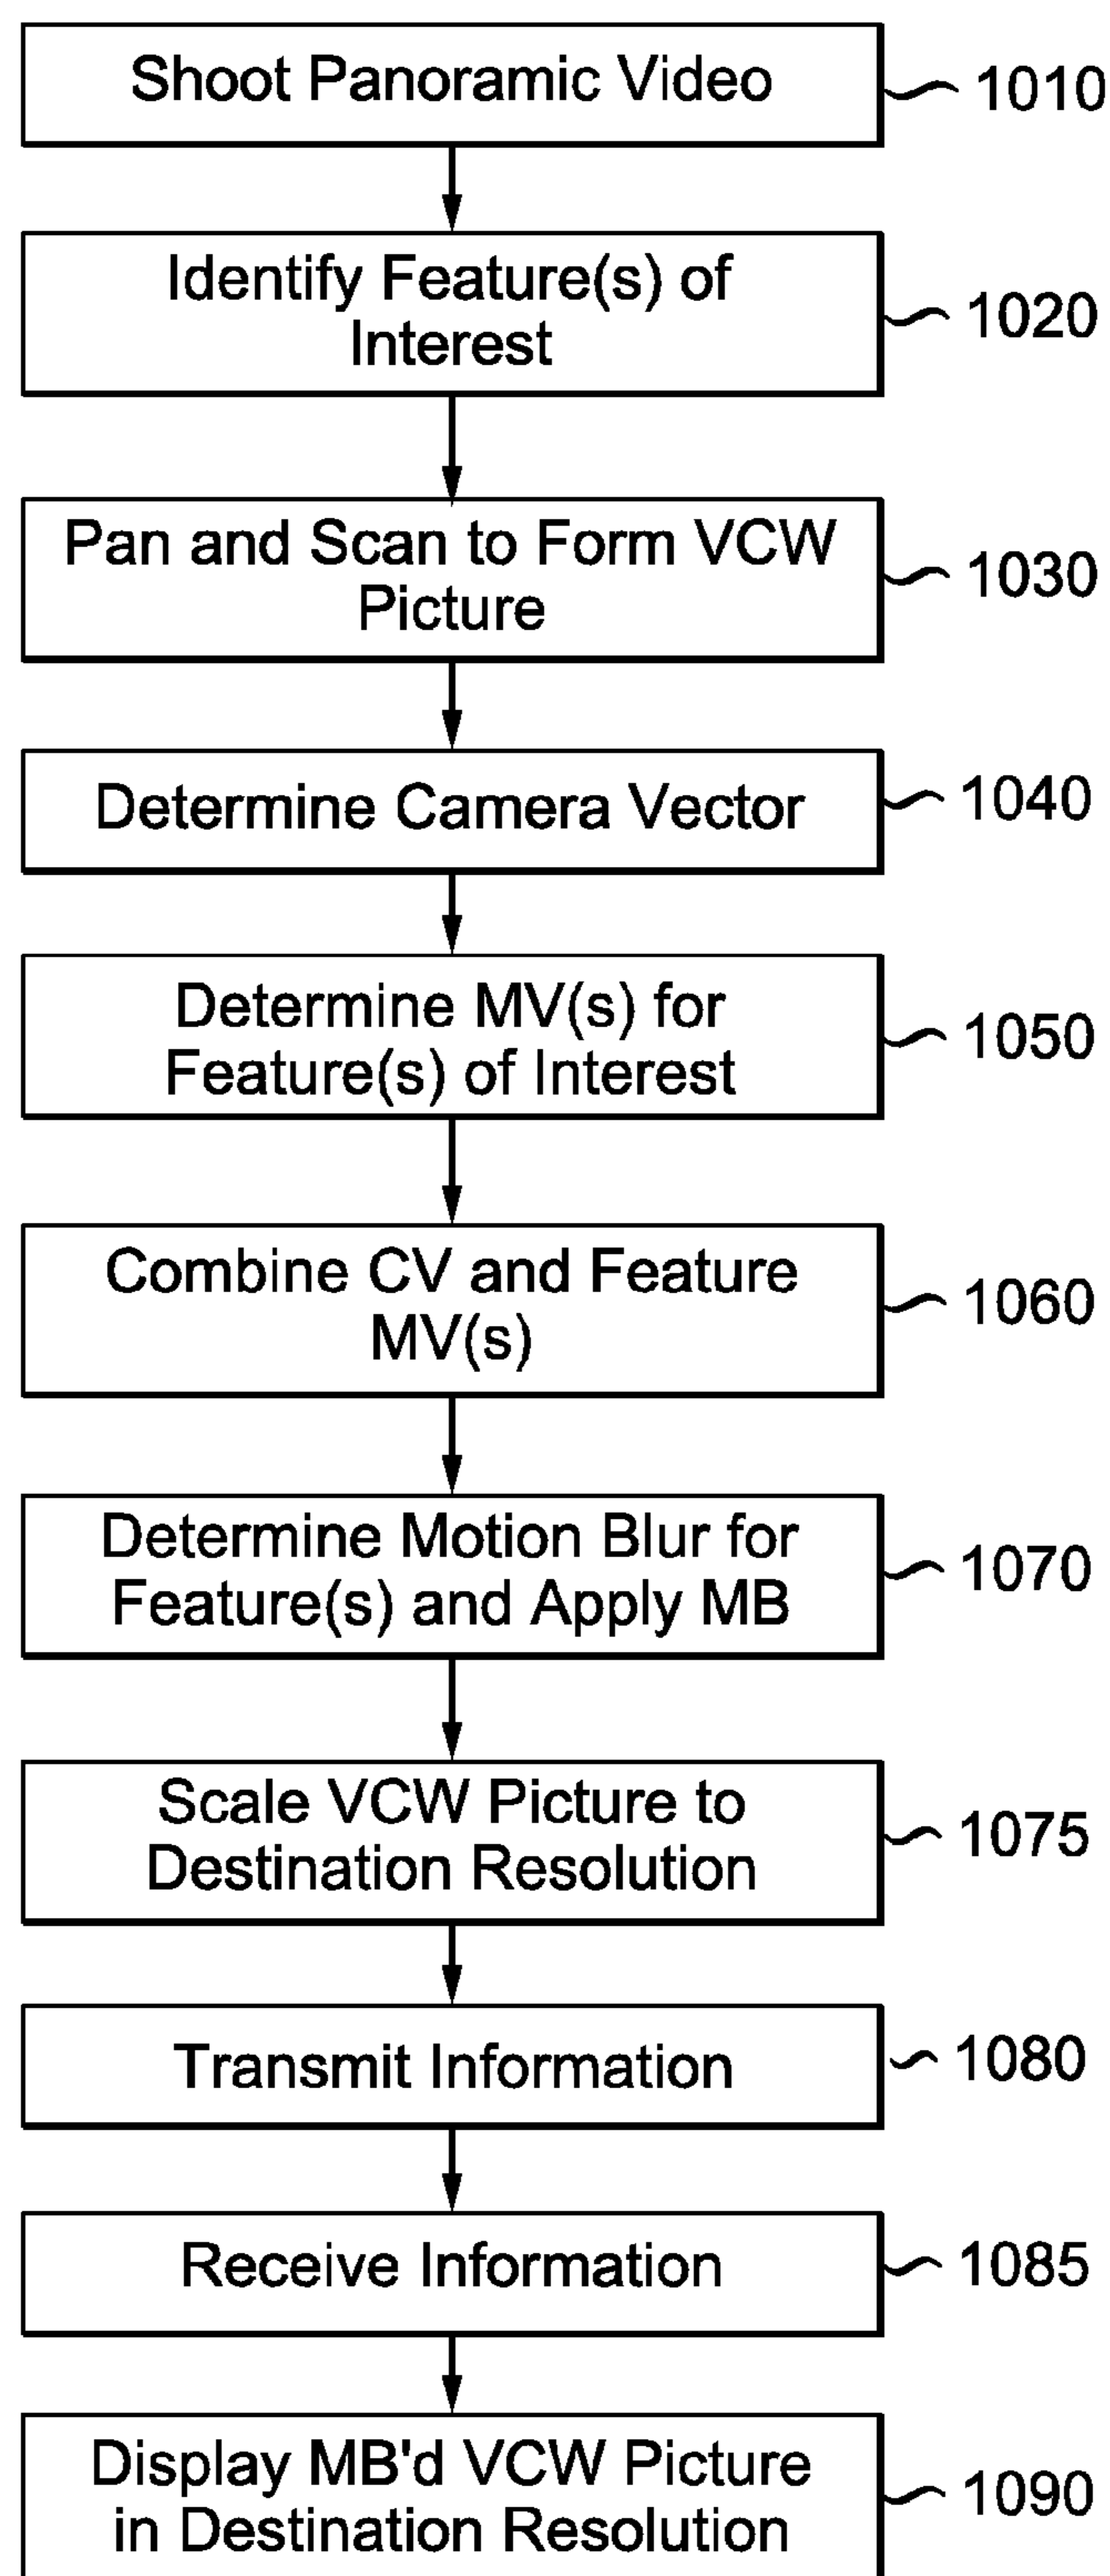 Shoot Panoramic Video
1010
Identify Feature(s) of
Interest
1020
Pan and Scan to Form VCW
Picture
1030
Determine Camera Vector
1040
Determine MV(s) for
Feature(s) of Interest
1050
Combine CV and Feature
MV(s)
1060
Determine Motion Blur for
Feature(s) and Apply MB
1070
Scale VCW Picture to
Destination Resolution
1075
Transmit Information
1080
Receive Information
1085
Display MB'd VCW Picture
in Destination Resolution
1090